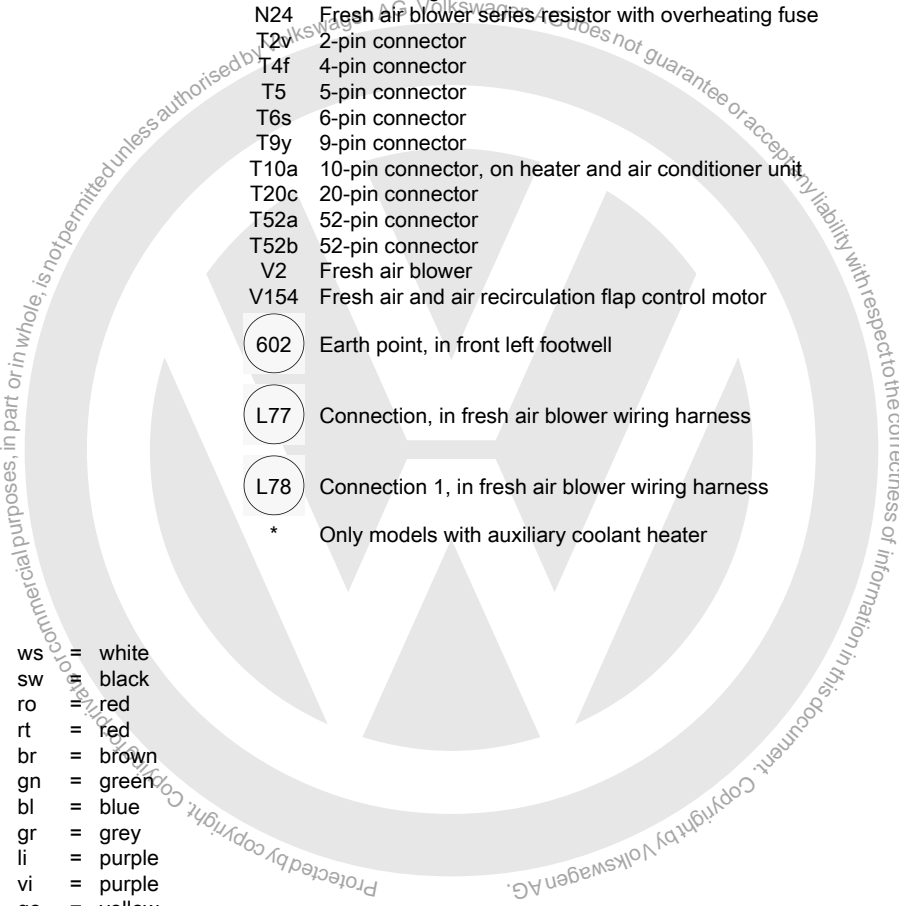 N24 Fresh air blower series resistor with overheating fuse
T2v 2-pin connector
T4f 4-pin connector
T5 5-pin connector
T6s 6-pin connector
T9y 9-pin connector
T10a 10-pin connector, on heater and air conditioner unit
T20c 20-pin connector
T52a 52-pin connector
T52b 52-pin connector
V2 Fresh air blower
V154 Fresh air and air recirculation flap control motor
602 Earth point, in front left footwell
L77 Connection, in fresh air blower wiring harness
L78 Connection 1, in fresh air blower wiring harness
* Only models with auxiliary coolant heater
ws = white
sw = black
ro = red
rt = red
br = brown
gn = green
bl = blue
gr = grey
li = purple
vi = purple
Protected by copyright. Copying for private or commercial purposes, in part or in whole, is not permitted unless authorised by Volkswagen AG. Volkswagen AG does not guarantee or accept any liability with respect to the correctness of information in this document. Copyright by Volkswagen AG.